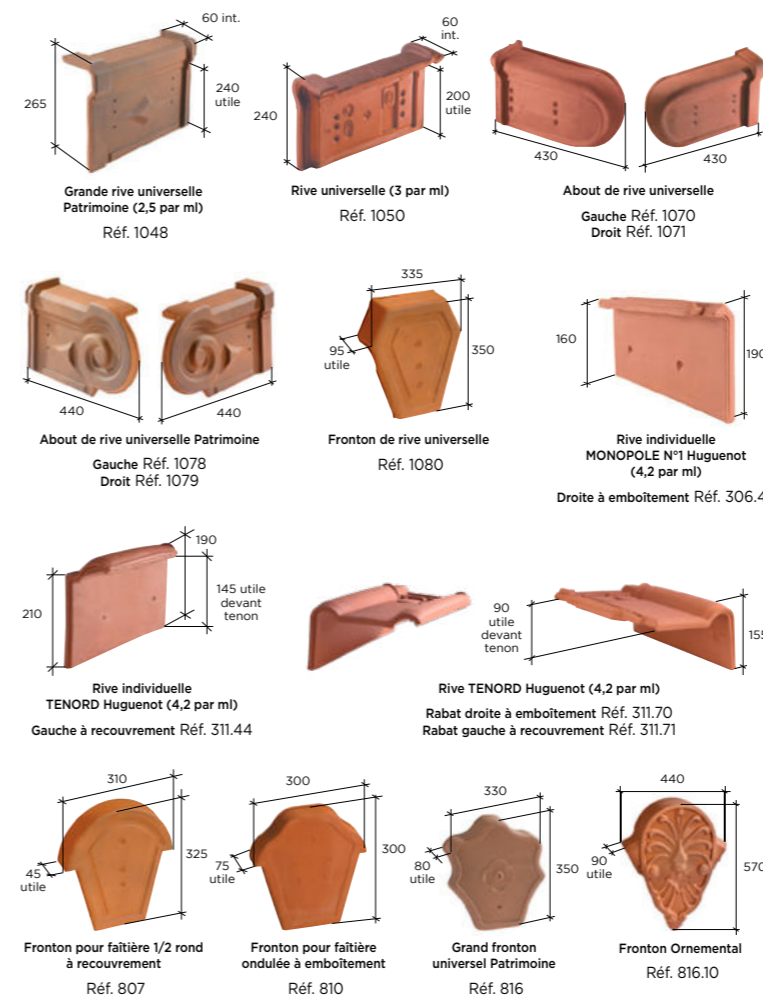 60 int.
265
240
utile
Grande rive universelle
Patrimoine (2,5 par ml)
Réf. 1048
60
int.
240
200
utile
Rive universelle (3 par ml)
Réf. 1050
430
430
About de rive universelle
Gauche Réf. 1070
Droit Réf. 1071
440
440
About de rive universelle Patrimoine
Gauche Réf. 1078
Droit Réf. 1079
335
95
utile
350
Fronton de rive universelle
Réf. 1080
160
190
Rive individuelle
MONOPOLE N°1 Huguenot
(4,2 par ml)
Droite à emboîtement Réf. 306.4
190
210
145 utile
devant
tenon
Rive individuelle
TENORD Huguenot (4,2 par ml)
Gauche à recouvrement Réf. 311.44
90
utile
devant
tenon
155
Rive TENORD Huguenot (4,2 par ml)
Rabat droite à emboîtement Réf. 311.70
Rabat gauche à recouvrement Réf. 311.71
310
45
utile
325
Fronton pour faîtière 1/2 rond
à recouvrement
Réf. 807
300
75
utile
300
Fronton pour faîtière
ondulée à emboîtement
Réf. 810
330
80
utile
350
Grand fronton
universel Patrimoine
Réf. 816
440
90
utile
570
Fronton Ornemental
Réf. 816.10